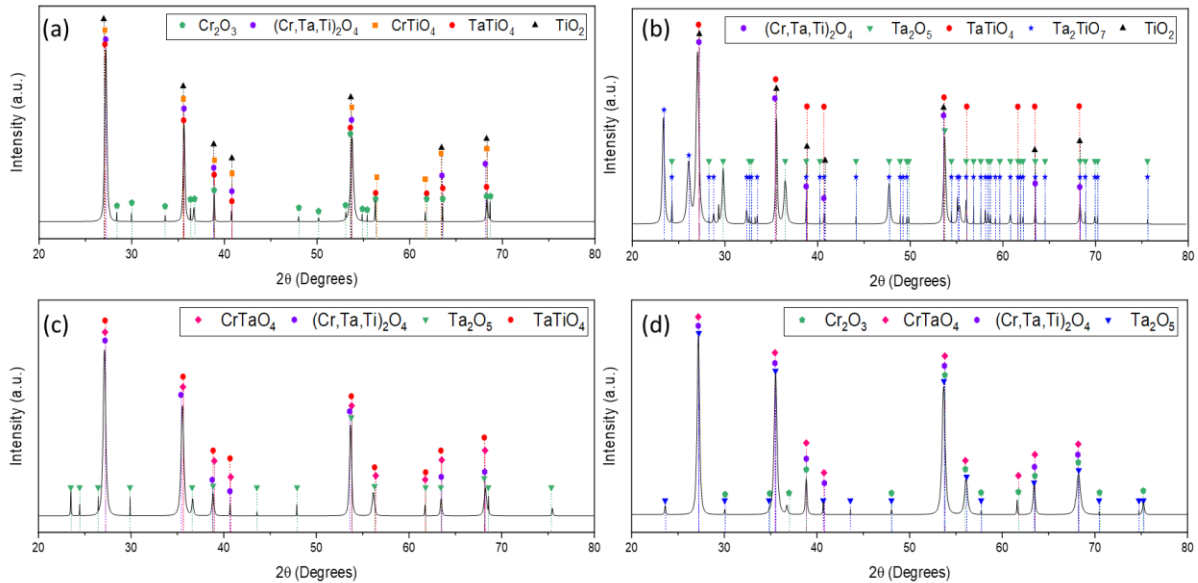 (a)
Cr₂O₃ (Cr,Ta,Ti)₂O₄ CrTiO₄ TaTiO₄ TiO₂
Intensity (a.u.)
20 30 40 50 60 70 80
2θ (Degrees)
(b)
(Cr,Ta,Ti)₂O₄ Ta₂O₅ TaTiO₄ Ta₂TiO₇ TiO₂
Intensity (a.u.)
20 30 40 50 60 70 80
2θ (Degrees)
(c)
CrTaO₄ (Cr,Ta,Ti)₂O₄ Ta₂O₅ TaTiO₄
Intensity (a.u.)
20 30 40 50 60 70 80
2θ (Degrees)
(d)
Cr₂O₃ CrTaO₄ (Cr,Ta,Ti)₂O₄ Ta₂O₅
Intensity (a.u.)
20 30 40 50 60 70 80
2θ (Degrees)